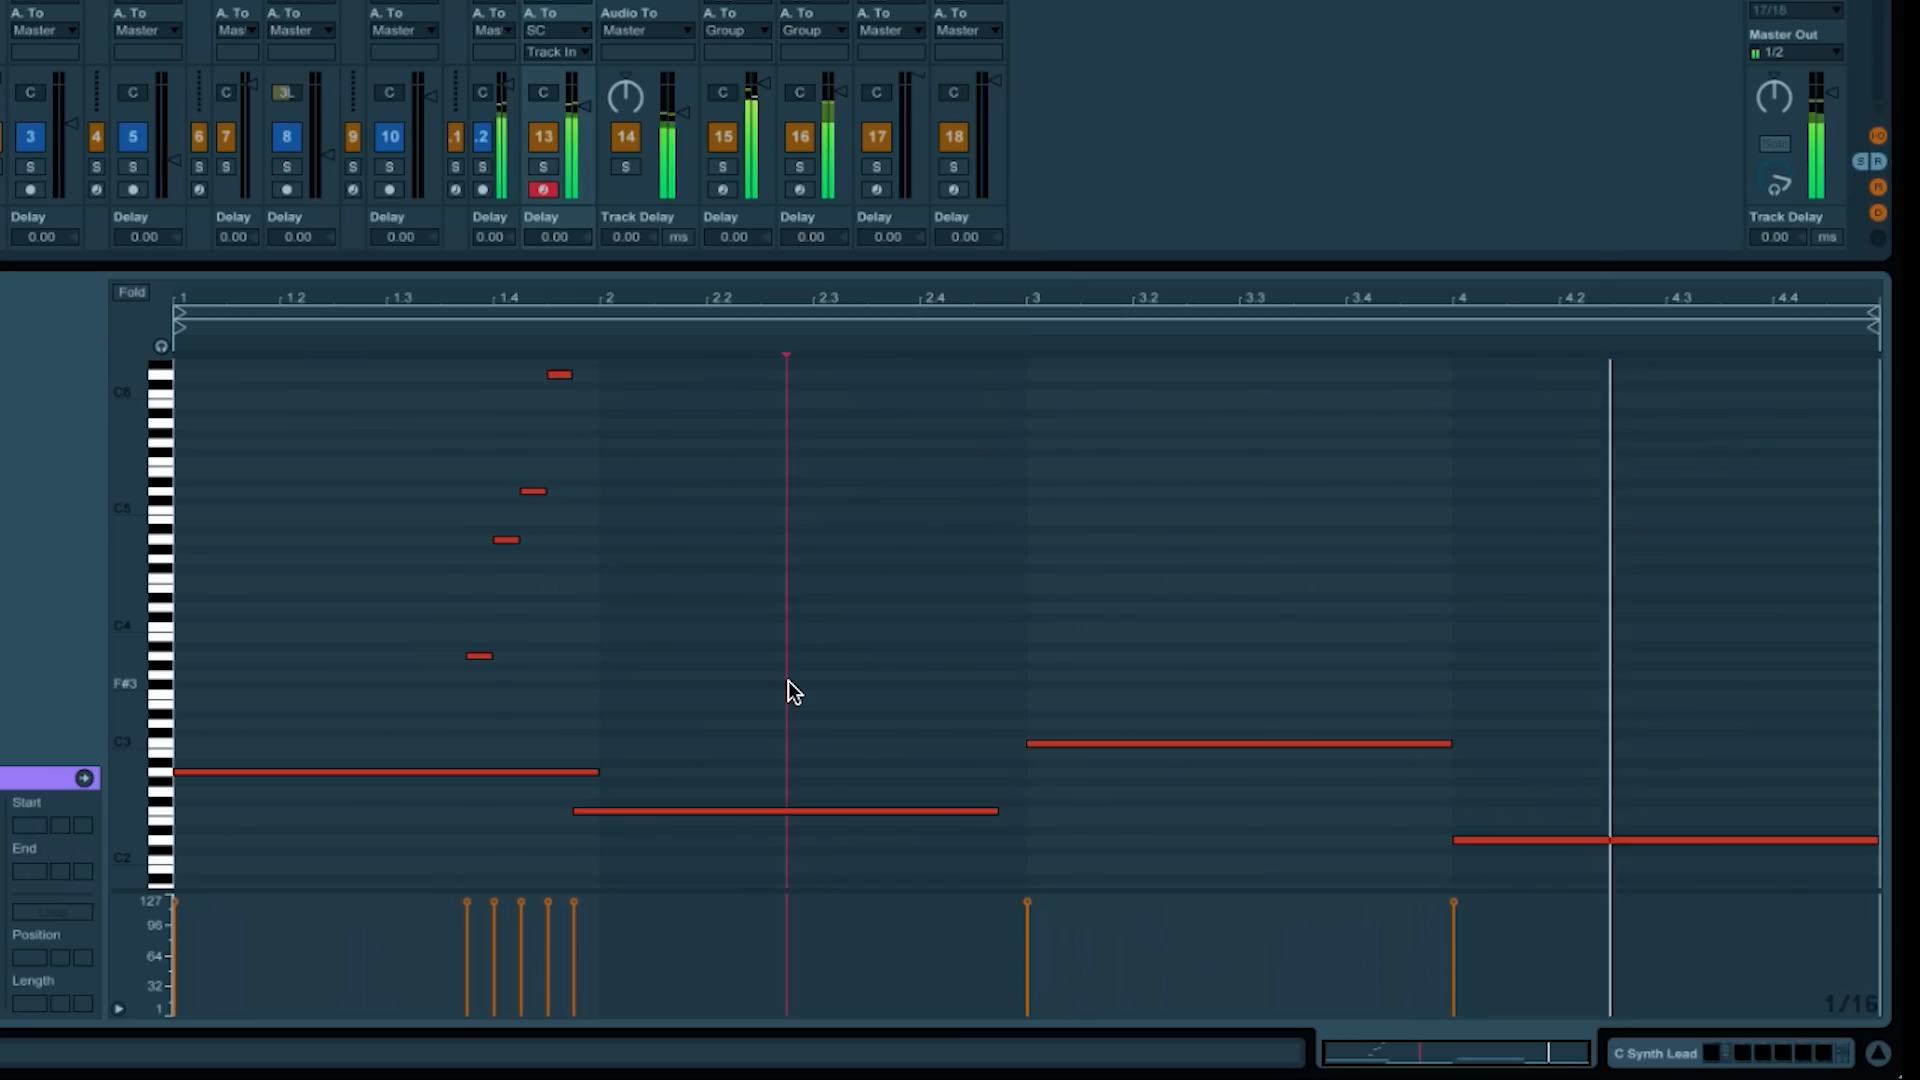 A. To A. To A. To A. To A. To A. To A. To Audio To A. To A. To A. To A. To 17/18
Master Master Mas Master Master Mas SC Master Group Group Master Master Master Out
Track In 1/2
C C C 3L C C C C C C C
3 4 5 6 7 8 9 10 .1 .2 13 14 15 16 17 18
S S S S S S S S S S S S S S S S Solo
I-O
S R
M
D
Delay Delay Delay Delay Delay Delay Delay Track Delay Delay Delay Delay Delay Track Delay
0.00 0.00 0.00 0.00 0.00 0.00 0.00 0.00 ms 0.00 0.00 0.00 0.00 0.00 ms
Fold 1 1.2 1.3 1.4 2 2.2 2.3 2.4 3 3.2 3.3 3.4 4 4.2 4.3 4.4
C6
C5
C4
F#3
C3
C2
Start
End
Loop
Position
Length
127
96
64
32
1
1/16
C Synth Lead